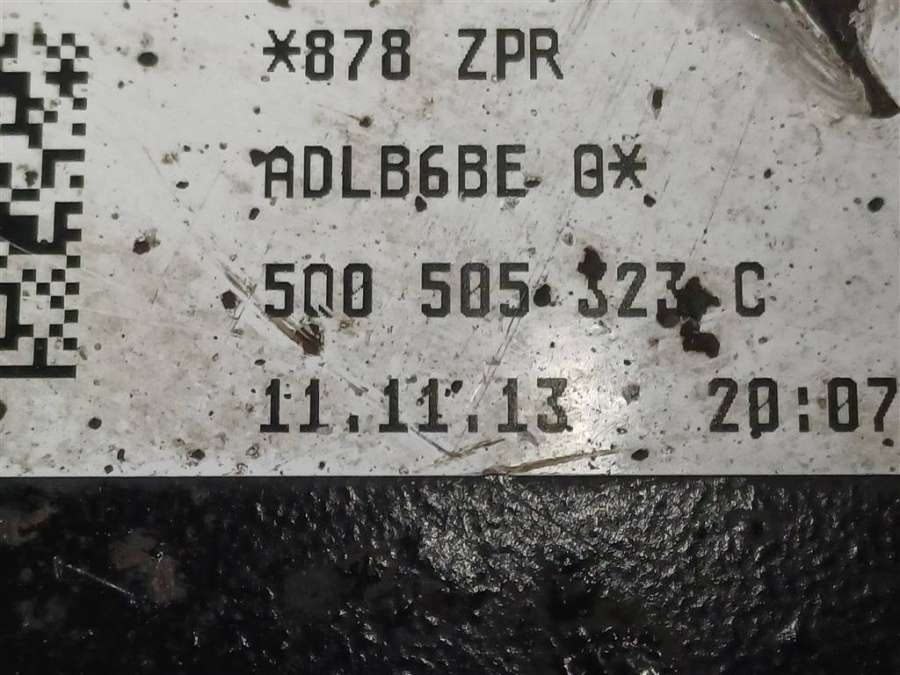 *878 ZPR
ADLB6BE 0*
5Q0 505 323 C
11.11.13 20:07